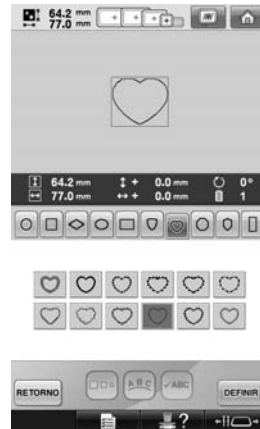 64.2 mm
77.0 mm
64.2 mm + 0.0 mm 0°
77.0 mm + 0.0 mm 1
RETORNO
ABC
ABC
DEFINIR
?